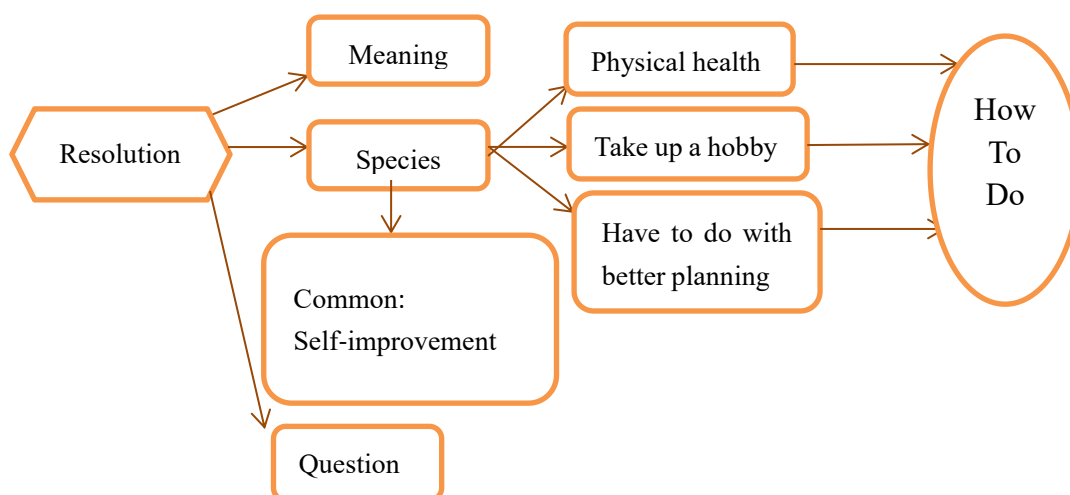 Resolution
Meaning
Species
Common:
Self-improvement
Question
Physical health
Take up a hobby
Have to do with
better planning
How
To
Do